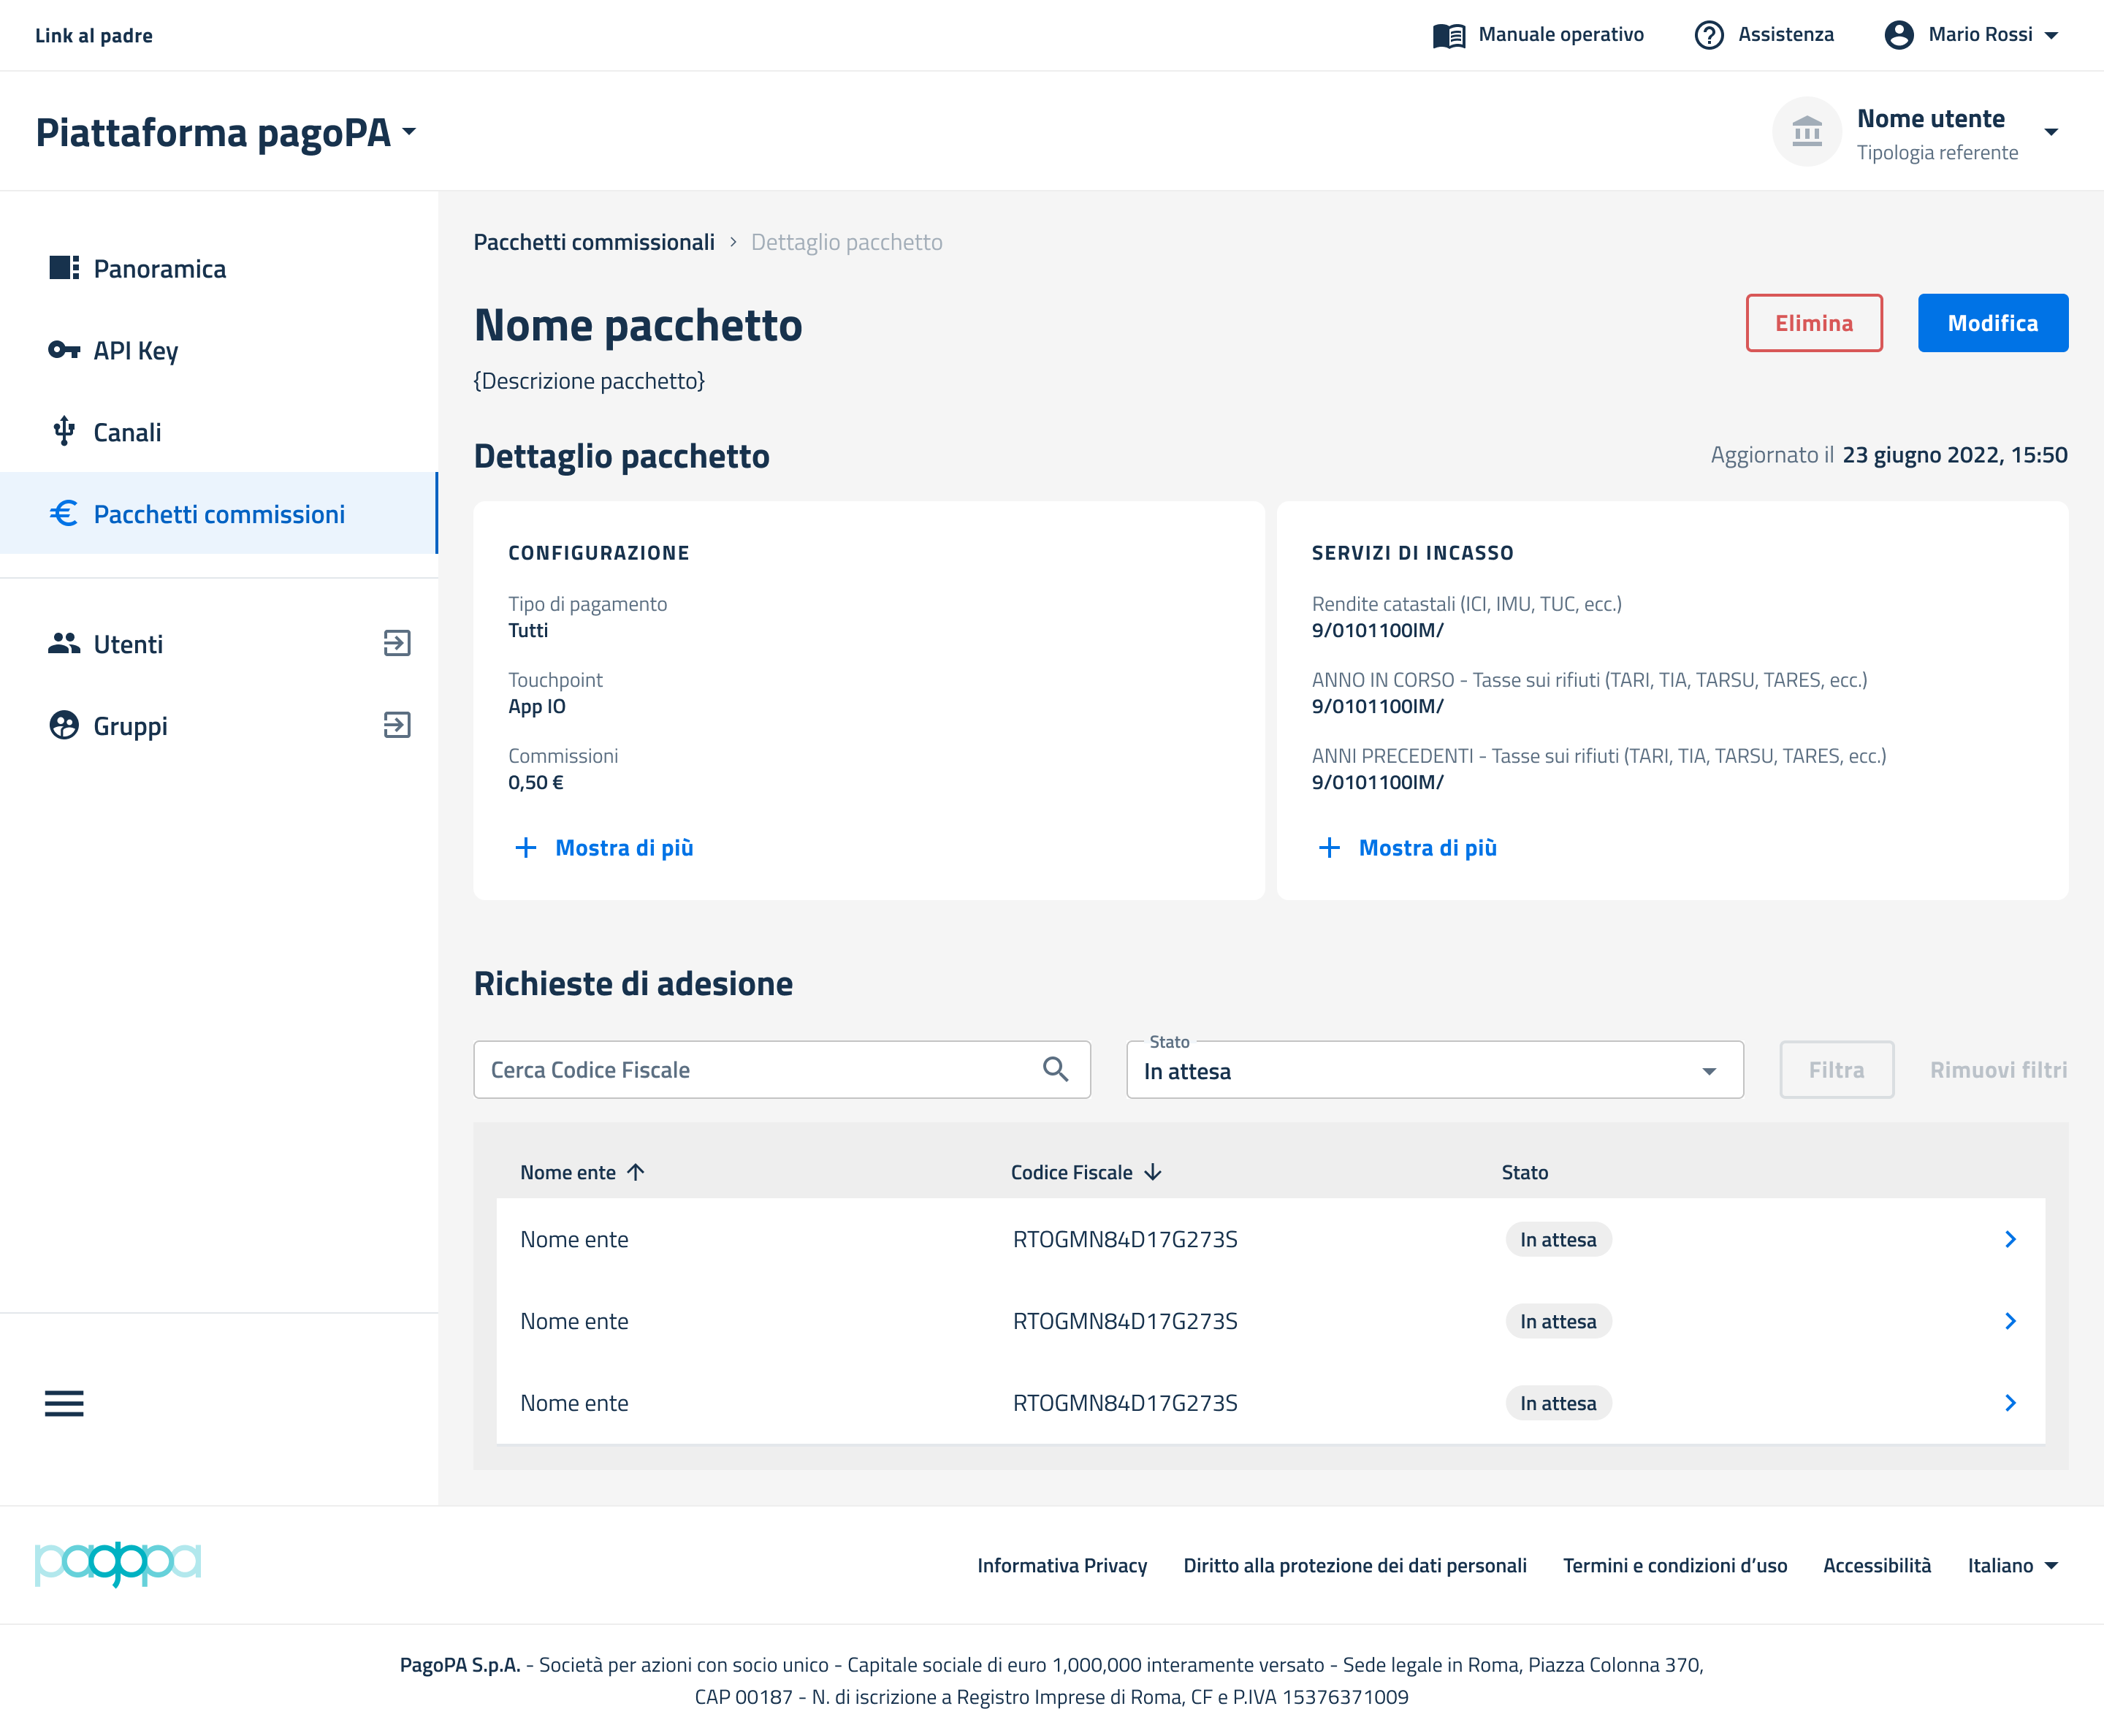 Link al padre
Manuale operativo
Assistenza
Mario Rossi
Piattaforma pagoPA
Nome utente
Tipologia referente
Panoramica
API Key
Canali
Pacchetti commissioni
Utenti
Gruppi
Pacchetti commissionali > Dettaglio pacchetto
Nome pacchetto
Elimina
Modifica
{Descrizione pacchetto}
Dettaglio pacchetto
Aggiornato il 23 giugno 2022, 15:50
CONFIGURAZIONE
Tipo di pagamento
Tutti
Touchpoint
App IO
Commissioni
0,50 €
Mostra di più
SERVIZI DI INCASSO
Rendite catastali (ICI, IMU, TUC, ecc.)
9/0101100IM/
ANNO IN CORSO - Tasse sui rifiuti (TARI, TIA, TARSU, TARES, ecc.)
9/0101100IM/
ANNI PRECEDENTI - Tasse sui rifiuti (TARI, TIA, TARSU, TARES, ecc.)
9/0101100IM/
Mostra di più
Richieste di adesione
Cerca Codice Fiscale
Stato
In attesa
Filtra
Rimuovi filtri
Nome ente Codice Fiscale Stato
Nome ente RTOGMN84D17G273S In attesa
Nome ente RTOGMN84D17G273S In attesa
Nome ente RTOGMN84D17G273S In attesa
pagopa
Informativa Privacy
Diritto alla protezione dei dati personali
Termini e condizioni d’uso
Accessibilità
Italiano
PagoPA S.p.A. - Società per azioni con socio unico - Capitale sociale di euro 1,000,000 interamente versato - Sede legale in Roma, Piazza Colonna 370,
CAP 00187 - N. di iscrizione a Registro Imprese di Roma, CF e P.IVA 15376371009